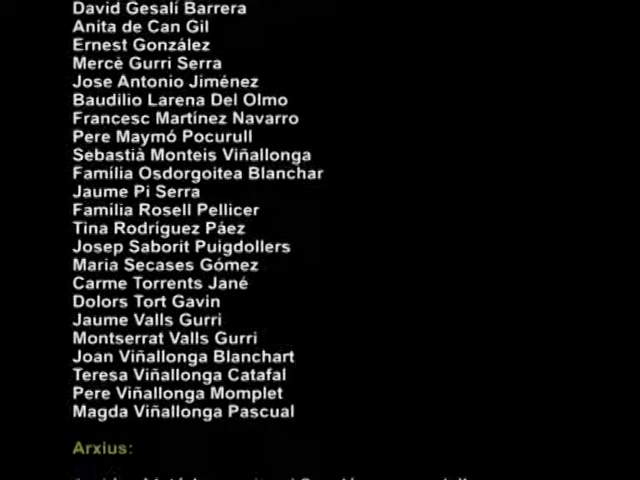 David Gesalí Barrera
Anita de Can Gil
Ernest González
Mercè Gurri Serra
Jose Antonio Jiménez
Baudilio Larena Del Olmo
Francesc Martínez Navarro
Pere Maymó Pocurull
Sebastià Monteis Viñallonga
Família Osdorgoitea Blanchar
Jaume Pi Serra
Família Rosell Pellicer
Tina Rodríguez Páez
Josep Saborit Puigdollers
Maria Secases Gómez
Carme Torrents Jané
Dolors Tort Gavin
Jaume Valls Gurri
Montserrat Valls Gurri
Joan Viñallonga Blanchart
Teresa Viñallonga Catafal
Pere Viñallonga Momplet
Magda Viñallonga Pascual
Arxius: